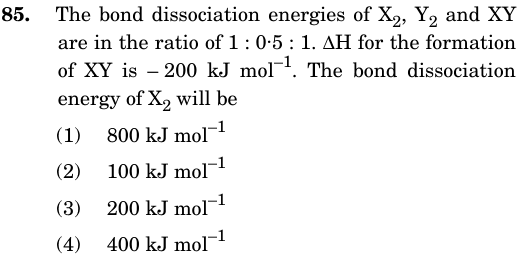 85. The bond dissociation energies of X₂, Y₂ and XY
are in the ratio of 1 : 0·5 : 1. ΔH for the formation
of XY is – 200 kJ mol⁻¹. The bond dissociation
energy of X₂ will be
(1) 800 kJ mol⁻¹
(2) 100 kJ mol⁻¹
(3) 200 kJ mol⁻¹
(4) 400 kJ mol⁻¹